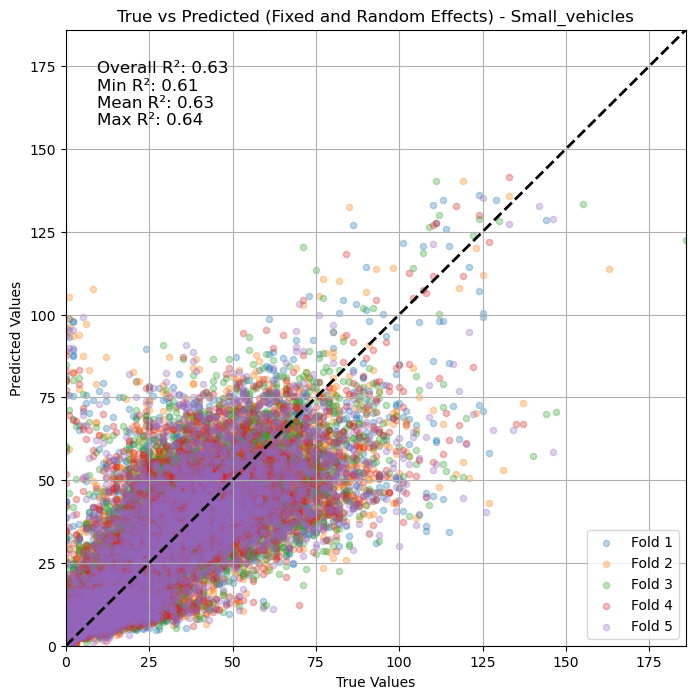 True vs Predicted (Fixed and Random Effects) - Small_vehicles
Overall R²: 0.63
Min R²: 0.61
Mean R²: 0.63
Max R²: 0.64
Predicted Values
175
150
125
100
75
50
25
0
0 25 50 75 100 125 150 175
True Values
Fold 1
Fold 2
Fold 3
Fold 4
Fold 5